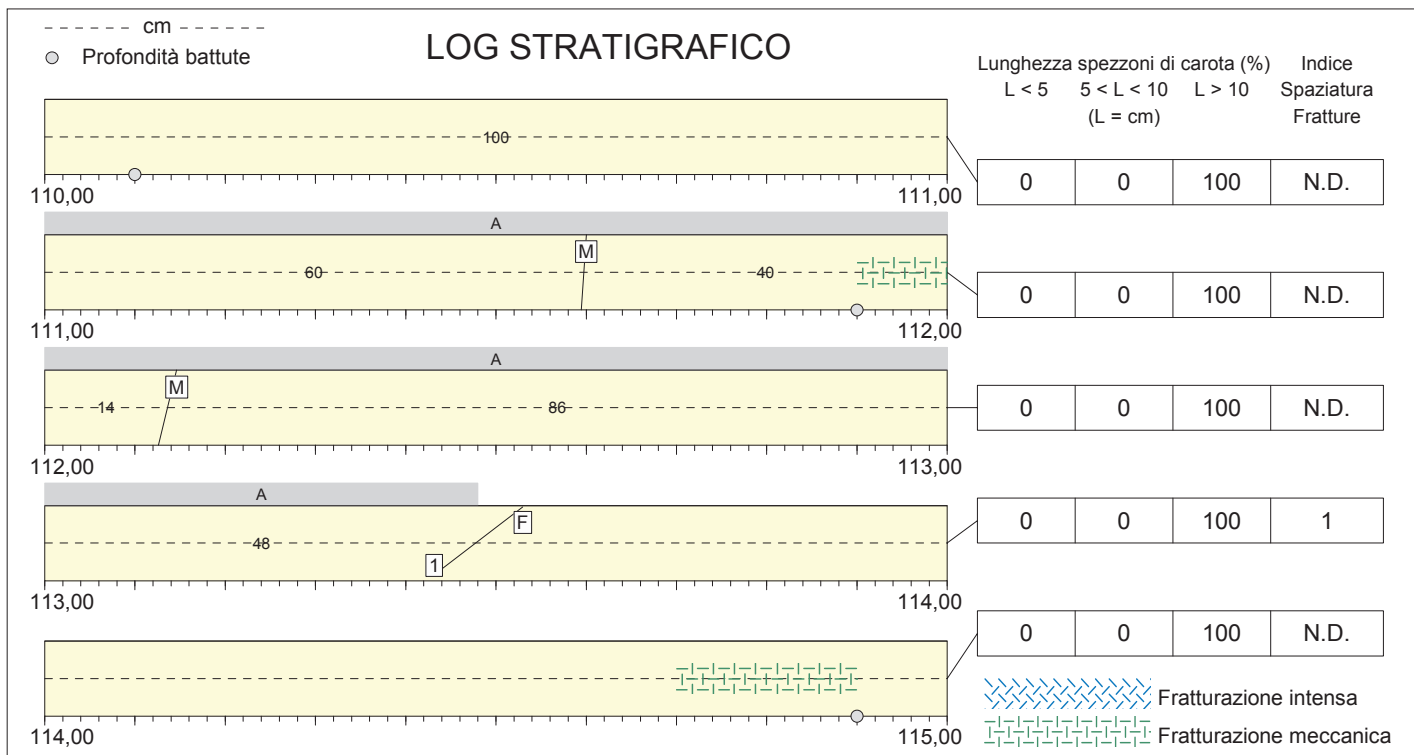 cm
Profondità battute
LOG STRATIGRAFICO
Lunghezza spezzoni di carota (%) Indice
L < 5 5 < L < 10 L > 10 Spaziatura
(L = cm) Fratture
100
110,00 111,00
0 0 100 N.D.
A
M
60 40
111,00 112,00
0 0 100 N.D.
A
M
14 86
112,00 113,00
0 0 100 N.D.
A
F
48
1
113,00 114,00
0 0 100 1
114,00 115,00
0 0 100 N.D.
Fratturazione intensa
Fratturazione meccanica